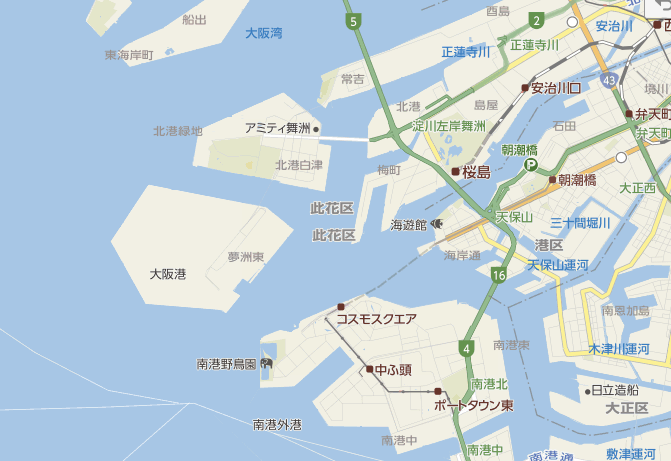 船出
大阪湾
東海岸町
5
酉島
2
安治川
正蓮寺川
正蓮寺川
常吉
43
境川
安治川口
北港
島屋
アミティ舞洲
淀川左岸舞洲
北港緑地
石田
弁天町
弁天町
朝潮橋
P
北港白津
梅町
桜島
朝潮橋
大正西
此花区
天保山
三十間堀川
海遊館
此花区
港区
夢洲東
海岸通
天保山運河
大阪港
16
南恩加島
コスモスクエア
南港東
木津川運河
4
南港野鳥園
中ふ頭
南港北
日立造船
ポートタウン東
大正区
南港外港
南港中
南港中
南港通
敷津運河